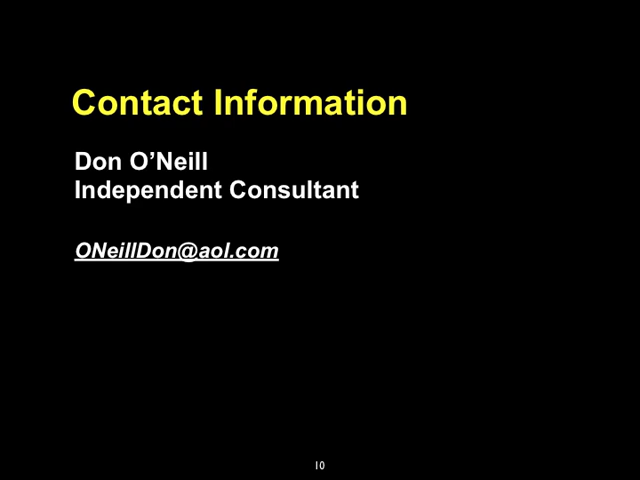 Contact Information
Don O’Neill
Independent Consultant
ONeillDon@aol.com
10